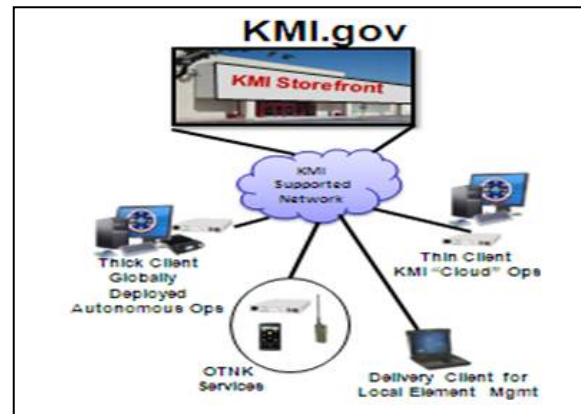 KMI.gov
KMI Storefront
KMI
Supported
Network
Thick Client
Globally
Deployed
Autonomous Ops
Thin Client
KMI "Cloud" Ops
OTNK
Services
Delivery Client for
Local Element Mgmt